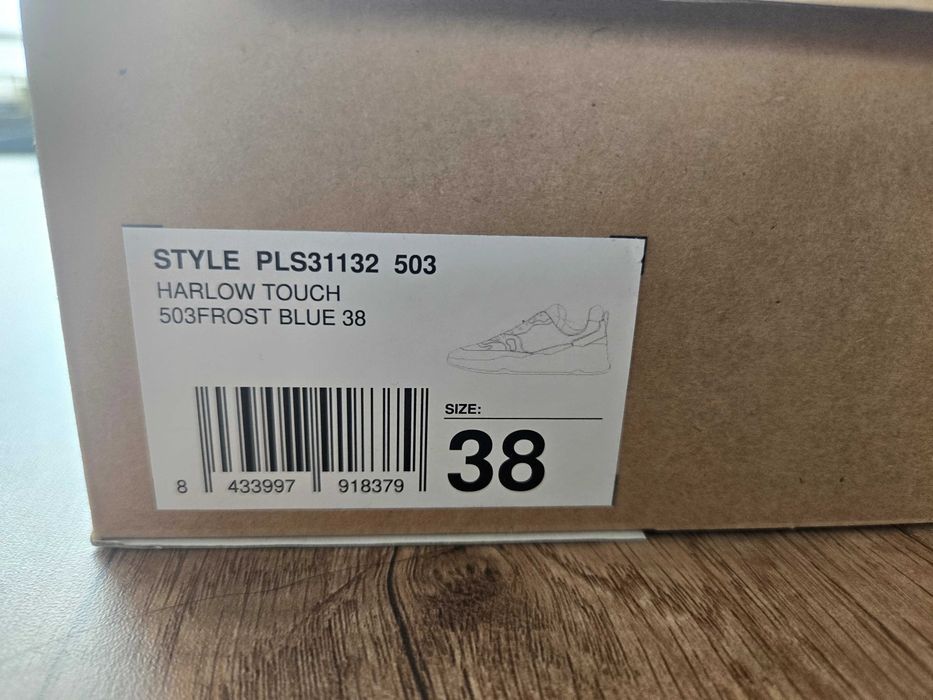 STYLE PLS31132 503
HARLOW TOUCH
503FROST BLUE 38
SIZE:
38
8 433997 918379